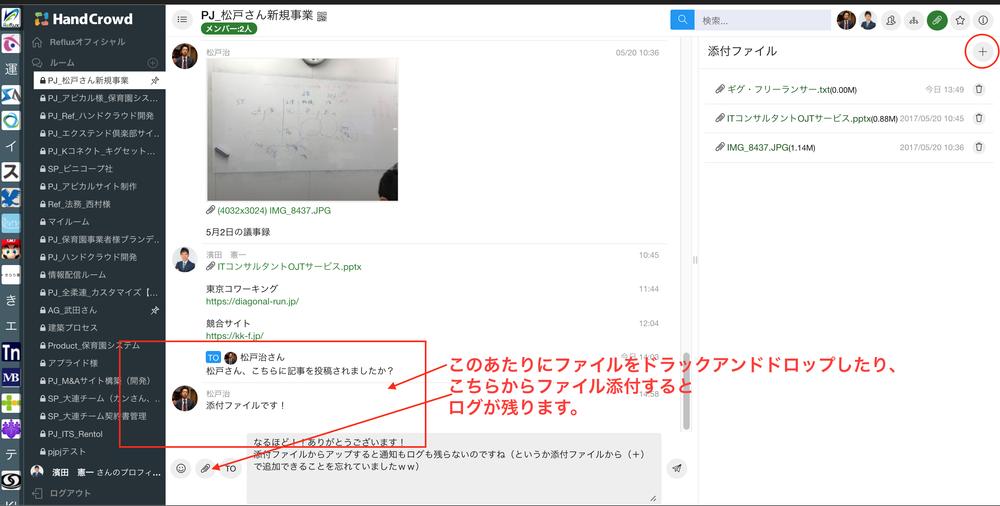 HandCrowd
Refluxオフィシャル
ルーム
PJ_松戸さん新規事業
PJ_アピカル様_保育園シス...
PJ_Ref_ハンドクラウド開発
PJ_エクステンド倶楽部サイ...
PJ_Kコネクト_キグセット...
SP_ビニコープ社
PJ_アピカルサイト制作
Ref_法務_西村様
マイルーム
PJ_保育園事業者様ブランデ...
PJ_ハンドクラウド開発
情報配信ルーム
PJ_全柔連_カスタマイズ【...
AG_武田さん
建築プロセス
Product_保育園システム
アプライド様
PJ_M&Aサイト構築（開発）
SP_大連チーム（カンさん、..
SP_大連チーム契約書管理
PJ_ITS_Rentol
pjpjテスト
濱田　憲一 さんのプロフィ...
ログアウト
Reflux
運
イ
ス
き
エ
Tn
MB
テ
PJ_松戸さん新規事業
メンバー:2人
検索...
松戸治
05/20 10:36
(4032x3024) IMG_8437.JPG
5月2日の議事録
濱田　憲一
10:45
ITコンサルタントOJTサービス.pptx
東京コワーキング
11:44
https://diagonal-run.jp/
競合サイト
12:04
https://kk-f.jp/
TO 松戸治さん
今日 14:03
松戸さん、こちらに記事を投稿されましたか？
松戸治
14:58
添付ファイルです！
このあたりにファイルをドラックアンドドロップしたり、
こちらからファイル添付すると
ログが残ります。
TO
なるほど！！ありがとうございます！
添付ファイルからアップすると通知もログも残らないのですね（というか添付ファイルから（＋）
で追加できることを忘れていましたｗｗ）
添付ファイル
ギグ・フリーランサー.txt(0.00M)
今日 13:49
ITコンサルタントOJTサービス.pptx(0.88M)
2017/05/20 10:45
IMG_8437.JPG(1.14M)
2017/05/20 10:36